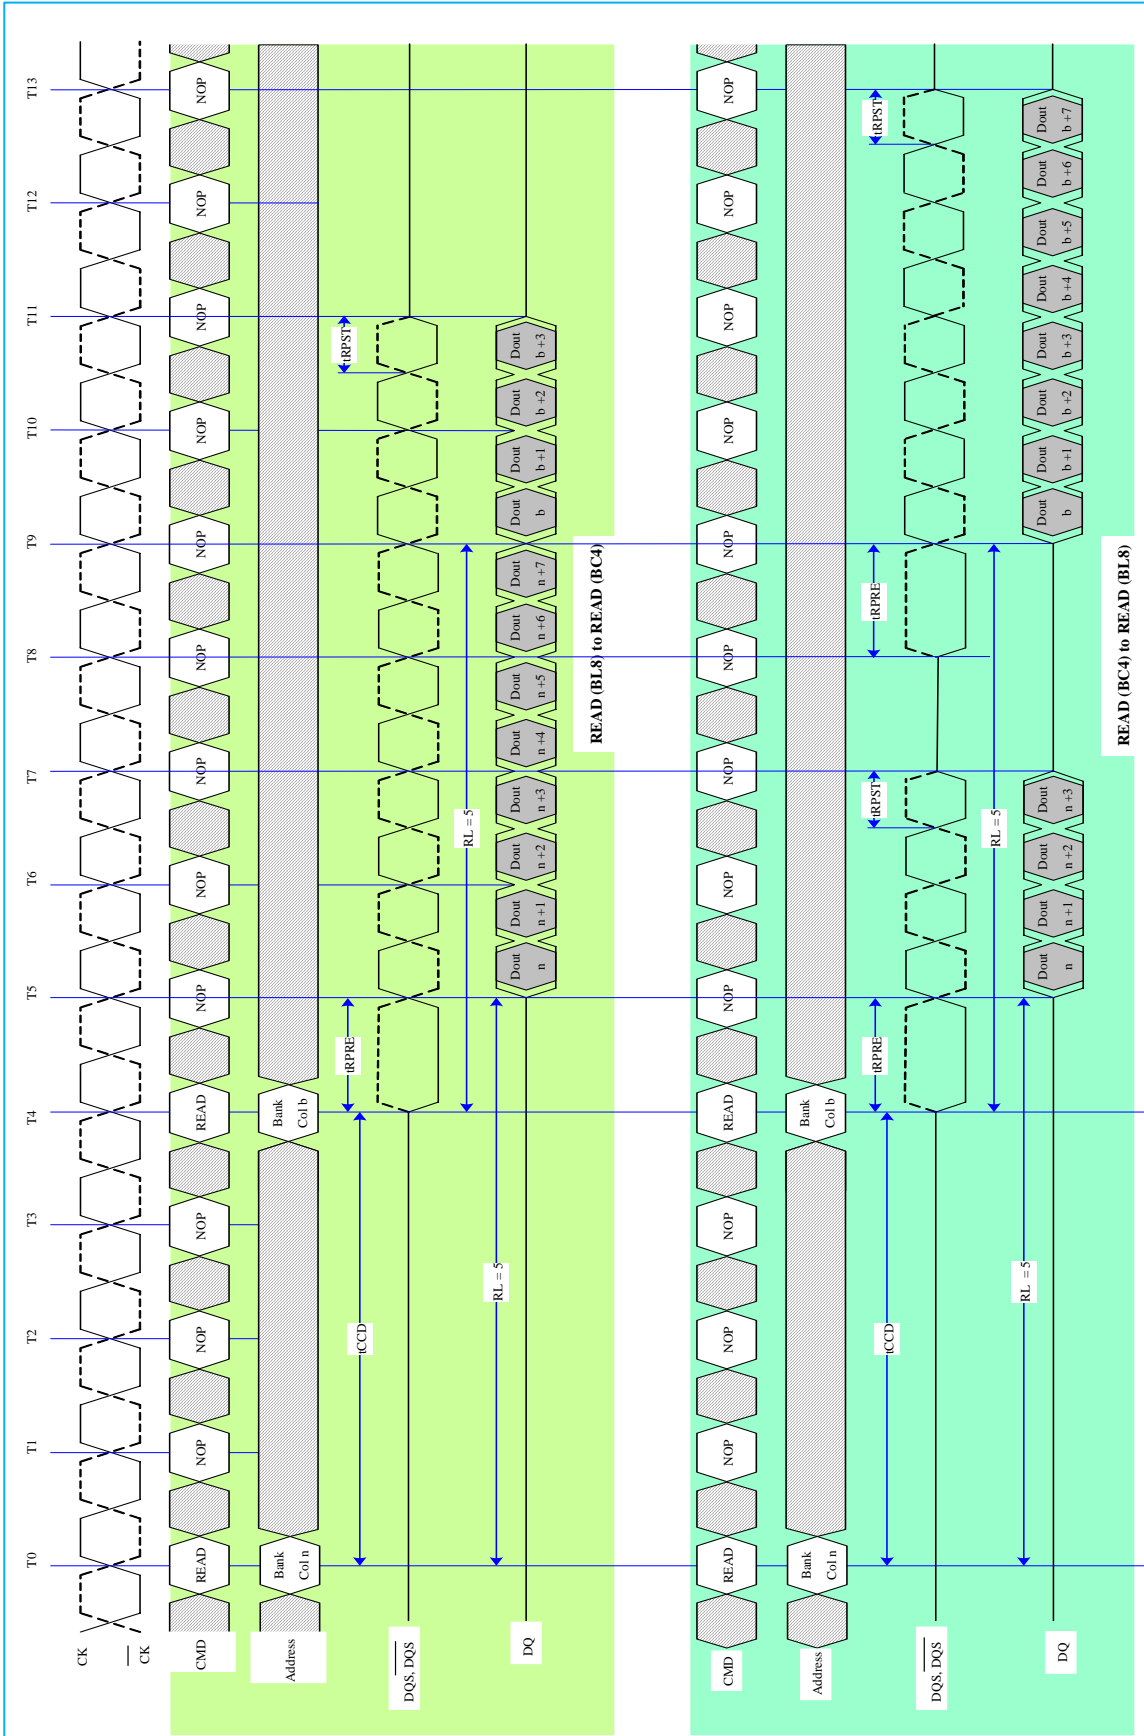 T0 T1 T2 T3 T4 T5 T6 T7 T8 T9 T10 T11 T12 T13
CK
CK
CMD READ NOP NOP NOP READ NOP NOP NOP NOP NOP NOP NOP NOP NOP
Address Bank Col n Bank Col b
tCCD tRPRE tRPST
DQS, DQS
RL = 5
RL = 5
DQ Dout n Dout n+1 Dout n+2 Dout n+3 Dout n+4 Dout n+5 Dout n+6 Dout n+7 Dout b Dout b+1 Dout b+2 Dout b+3
READ (BL8) to READ (BC4)
CMD READ NOP NOP NOP READ NOP NOP NOP NOP NOP NOP NOP NOP NOP
Address Bank Col n Bank Col b
tCCD tRPRE tRPST tRPRE tRPST
DQS, DQS
RL = 5
RL = 5
DQ Dout n Dout n+1 Dout n+2 Dout n+3 Dout b Dout b+1 Dout b+2 Dout b+3 Dout b+4 Dout b+5 Dout b+6 Dout b+7
READ (BC4) to READ (BL8)